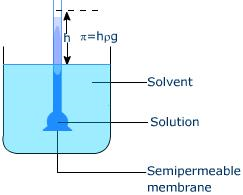 h π=hρg
Solvent
Solution
Semipermeable
membrane